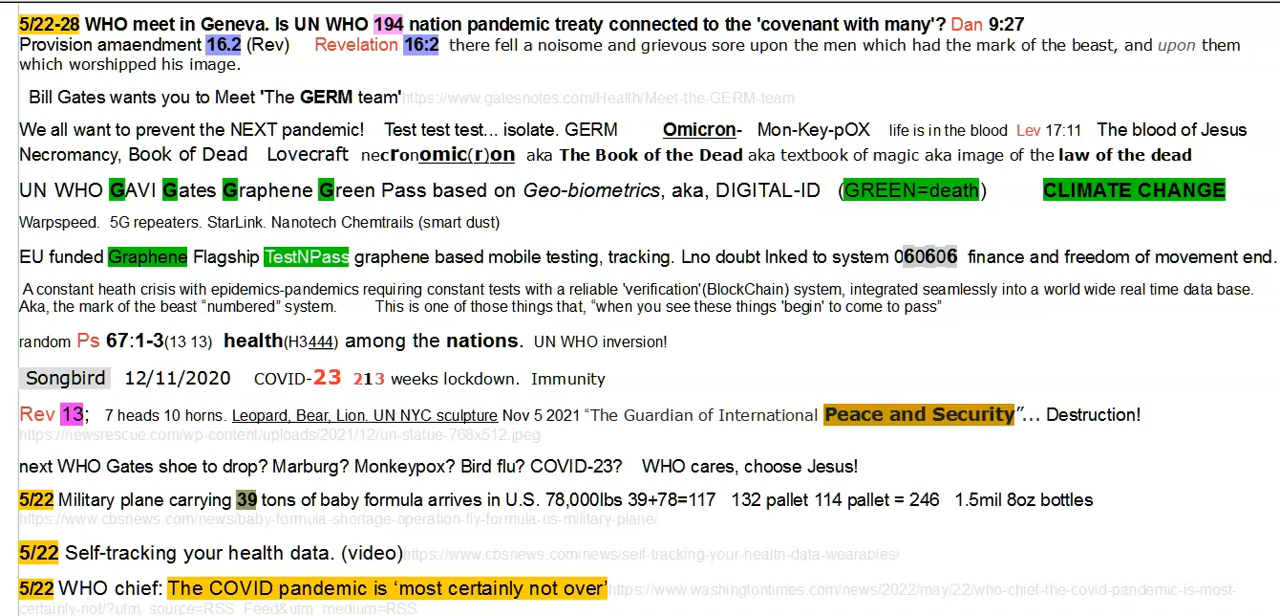 5/22-28 WHO meet in Geneva. Is UN WHO 194 nation pandemic treaty connected to the 'covenant with many'? Dan 9:27
Provision amaendment 16.2 (Rev) Revelation 16:2 there fell a noisome and grievous sore upon the men which had the mark of the beast, and upon them
which worshipped his image.
Bill Gates wants you to Meet 'The GERM team' https://www.gatesnotes.com/Health/Meet-the-GERM-team
We all want to prevent the NEXT pandemic! Test test test... isolate. GERM Omicron- Mon-Key-pOX life is in the blood Lev 17:11 The blood of Jesus
Necromancy, Book of Dead Lovecraft necronomic(r)on aka The Book of the Dead aka textbook of magic aka image of the law of the dead
UN WHO GAVI Gates Graphene Green Pass based on Geo-biometrics, aka, DIGITAL-ID (GREEN=death) CLIMATE CHANGE
Warpspeed. 5G repeaters. StarLink. Nanotech Chemtrails (smart dust)
EU funded Graphene Flagship TestNPass graphene based mobile testing, tracking. Lno doubt lnked to system 060606 finance and freedom of movement end.
A constant heath crisis with epidemics-pandemics requiring constant tests with a reliable 'verification'(BlockChain) system, integrated seamlessly into a world wide real time data base.
Aka, the mark of the beast “numbered” system. This is one of those things that, “when you see these things 'begin' to come to pass”
random Ps 67:1-3(13 13) health(H3444) among the nations. UN WHO inversion!
Songbird 12/11/2020 COVID-23 213 weeks lockdown. Immunity
Rev 13; 7 heads 10 horns. Leopard, Bear, Lion. UN NYC sculpture Nov 5 2021 “The Guardian of International Peace and Security”... Destruction!
https://newsrescue.com/wp-content/uploads/2021/12/un-statue-768x512.jpeg
next WHO Gates shoe to drop? Marburg? Monkeypox? Bird flu? COVID-23? WHO cares, choose Jesus!
5/22 Military plane carrying 39 tons of baby formula arrives in U.S. 78,000lbs 39+78=117 132 pallet 114 pallet = 246 1.5mil 8oz bottles
https://www.cbsnews.com/news/baby-formula-shortage-operation-fly-formula-us-military-plane/
5/22 Self-tracking your health data. (video) https://www.cbsnews.com/news/self-tracking-your-health-data-wearables/
5/22 WHO chief: The COVID pandemic is ‘most certainly not over’ https://www.washingtontimes.com/news/2022/may/22/who-chief-the-covid-pandemic-is-most-
certainly-not/?utm_source=RSS_Feed&utm_medium=RSS